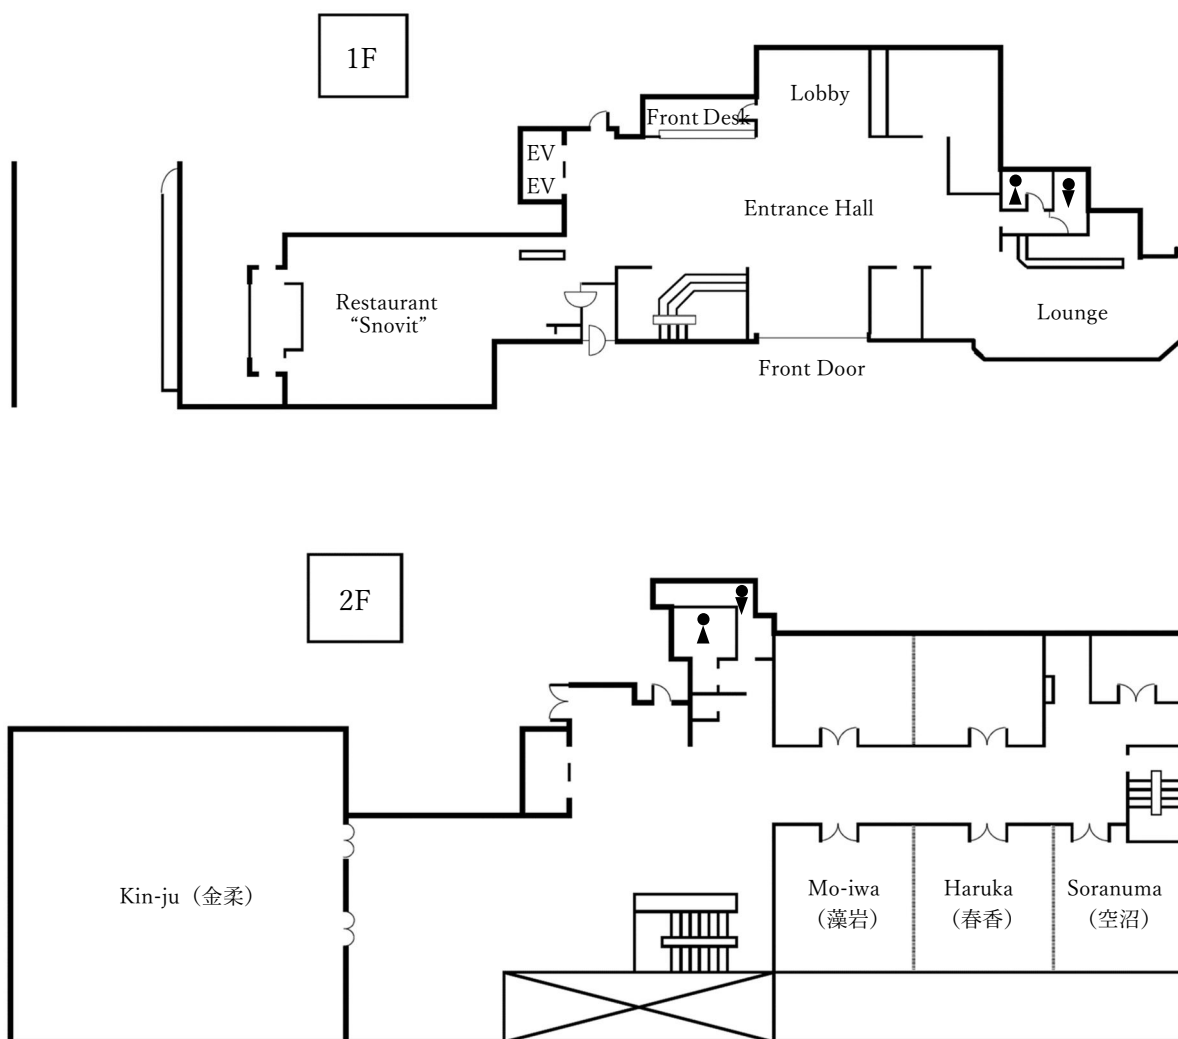 1F
Lobby
Front Desk
EV
EV
Entrance Hall
Restaurant
“Snovit”
Lounge
Front Door
2F
Kin-ju（金柔）
Mo-iwa
（藻岩）
Haruka
（春香）
Soranuma
（空沼）